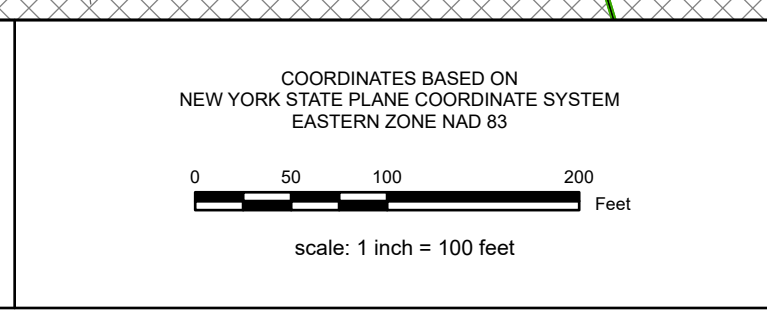 COORDINATES BASED ON
NEW YORK STATE PLANE COORDINATE SYSTEM
EASTERN ZONE NAD 83
0 50 100 200
Feet
scale: 1 inch = 100 feet